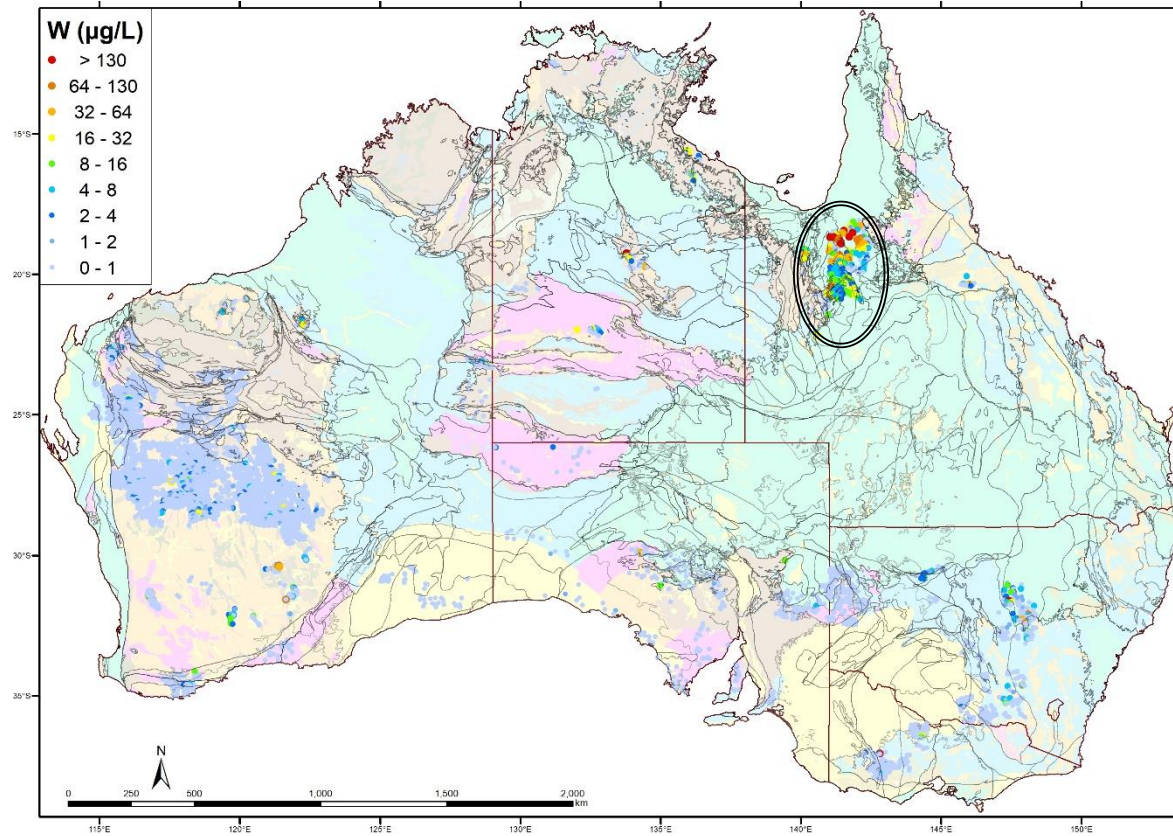 W (µg/L)
> 130
64 - 130
32 - 64
16 - 32
8 - 16
4 - 8
2 - 4
1 - 2
0 - 1
15°S
20°S
25°S
30°S
35°S
N
0 250 500 1,000 1,500 2,000
km
115°E 120°E 125°E 130°E 135°E 140°E 145°E 150°E